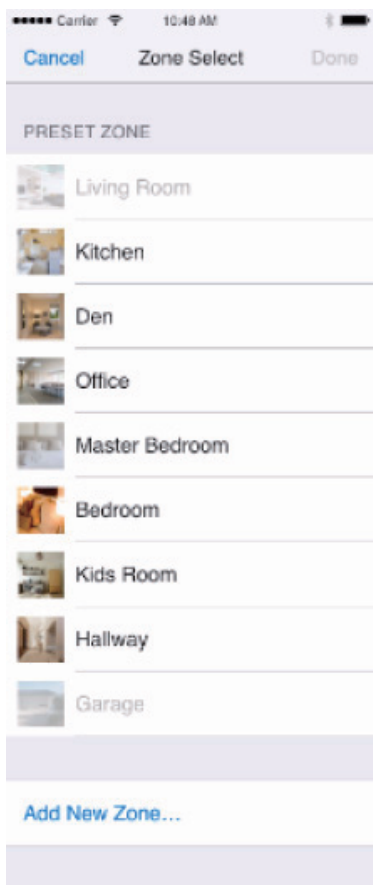 Carrier 10:48 AM
Cancel Zone Select Done
PRESET ZONE
Living Room
Kitchen
Den
Office
Master Bedroom
Bedroom
Kids Room
Hallway
Garage
Add New Zone...